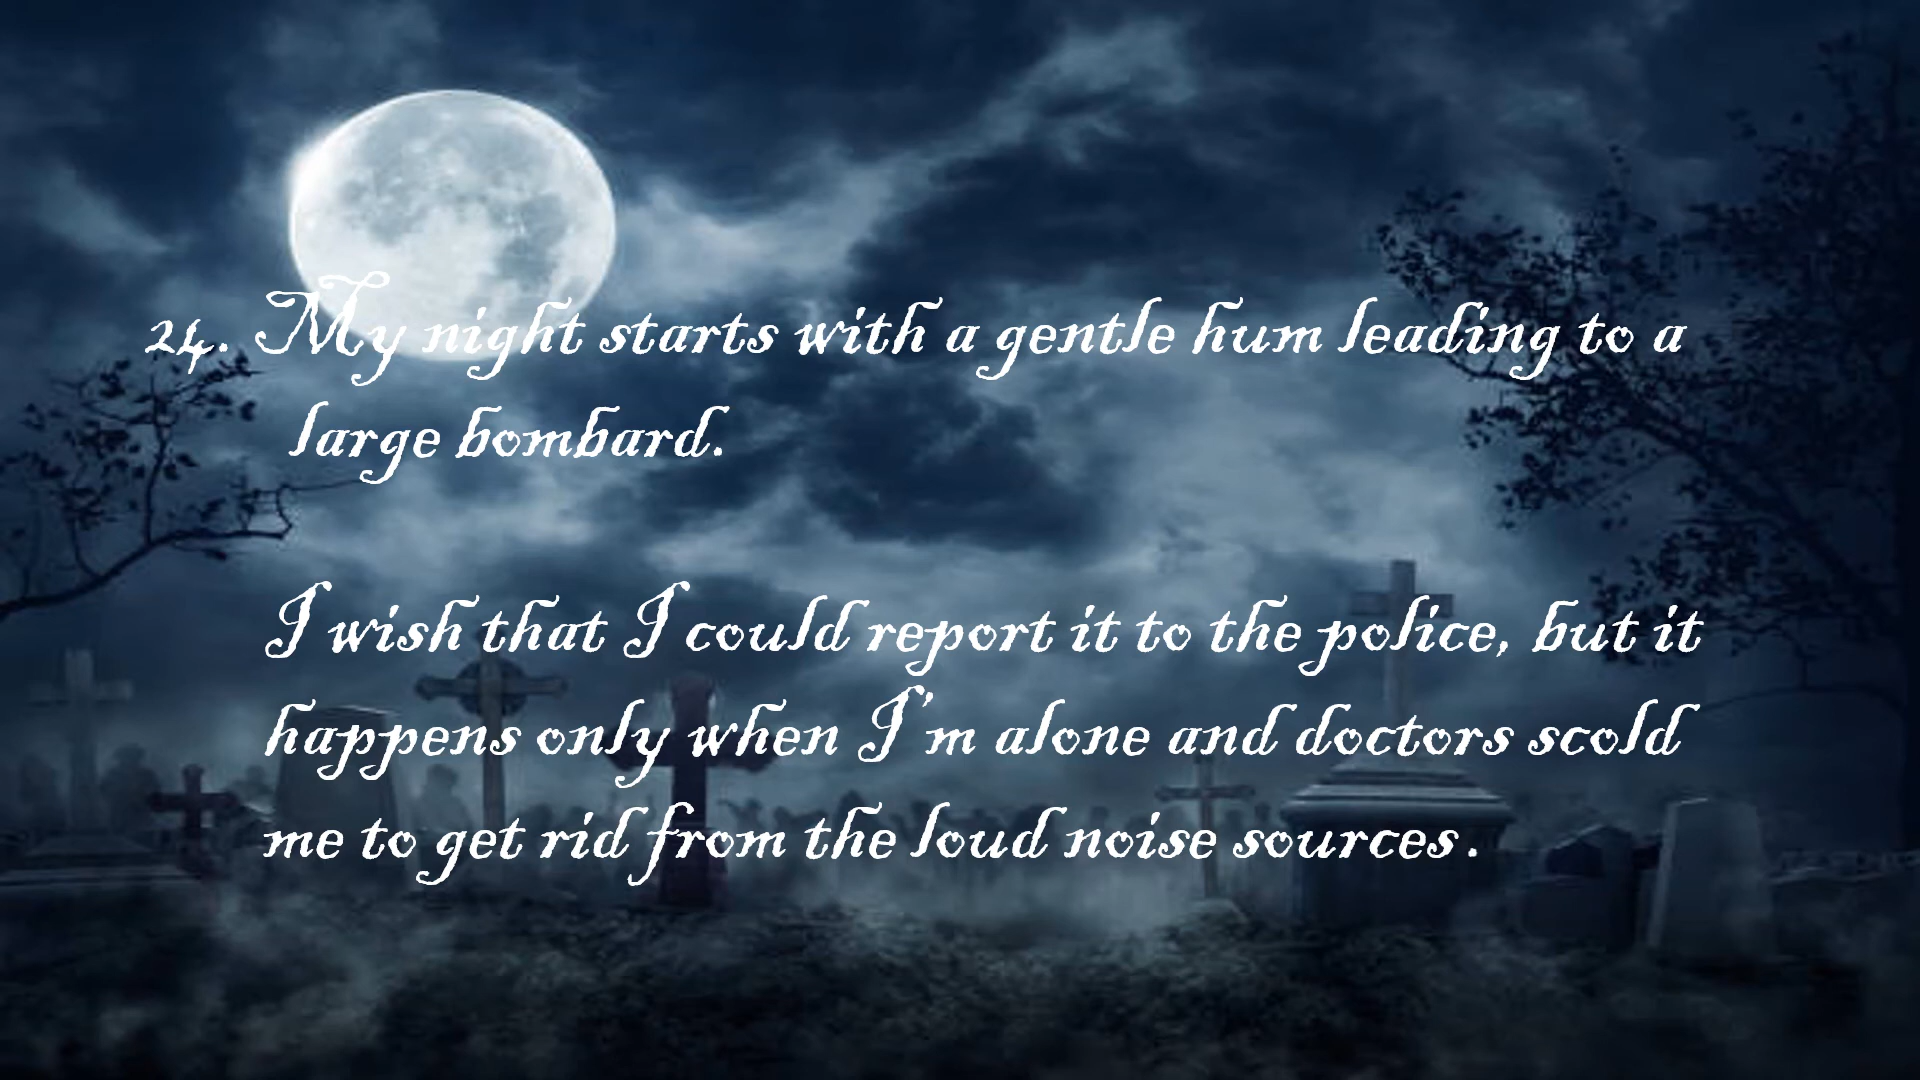 24. My night starts with a gentle hum leading to a
large bombard.
I wish that I could report it to the police, but it
happens only when I'm alone and doctors scold
me to get rid from the loud noise sources.